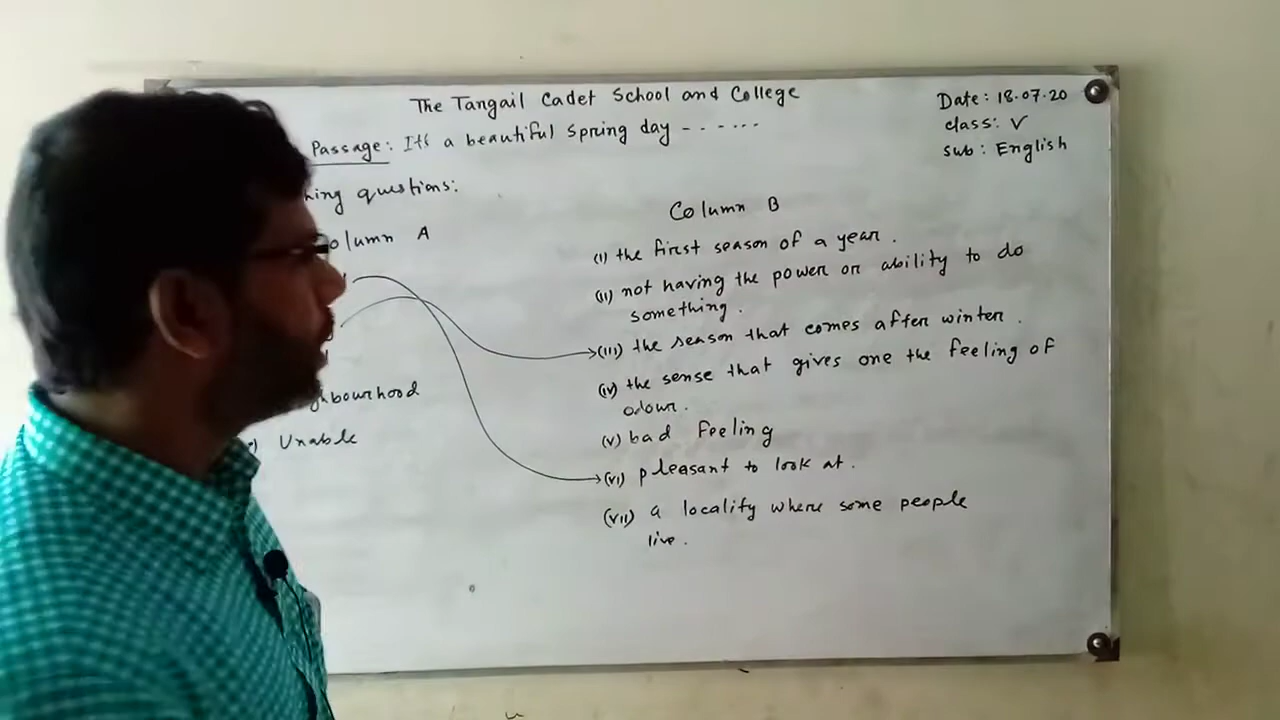 The Tangail Cadet School and College
Date: 18.07.20
Passage: It's a beautiful spring day - - - ...
class: V
sub: English
questions:
Column B
A
(i) the first season of a year.
(ii) not having the power or ability to do
something.
(iii) the season that comes after winter.
(iv) the sense that gives one the feeling of
odour.
(v) bad feeling
Unable
(vi) pleasant to look at.
(vii) a locality where some people
live.